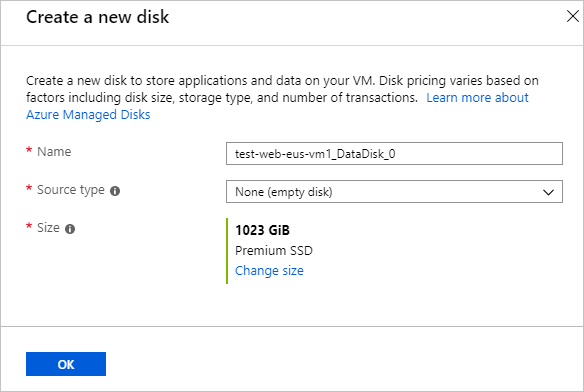 Create a new disk
Create a new disk to store applications and data on your VM. Disk pricing varies based on
factors including disk size, storage type, and number of transactions. Learn more about
Azure Managed Disks
* Name
test-web-eus-vm1_DataDisk_0
* Source type
None (empty disk)
* Size
1023 GiB
Premium SSD
Change size
OK